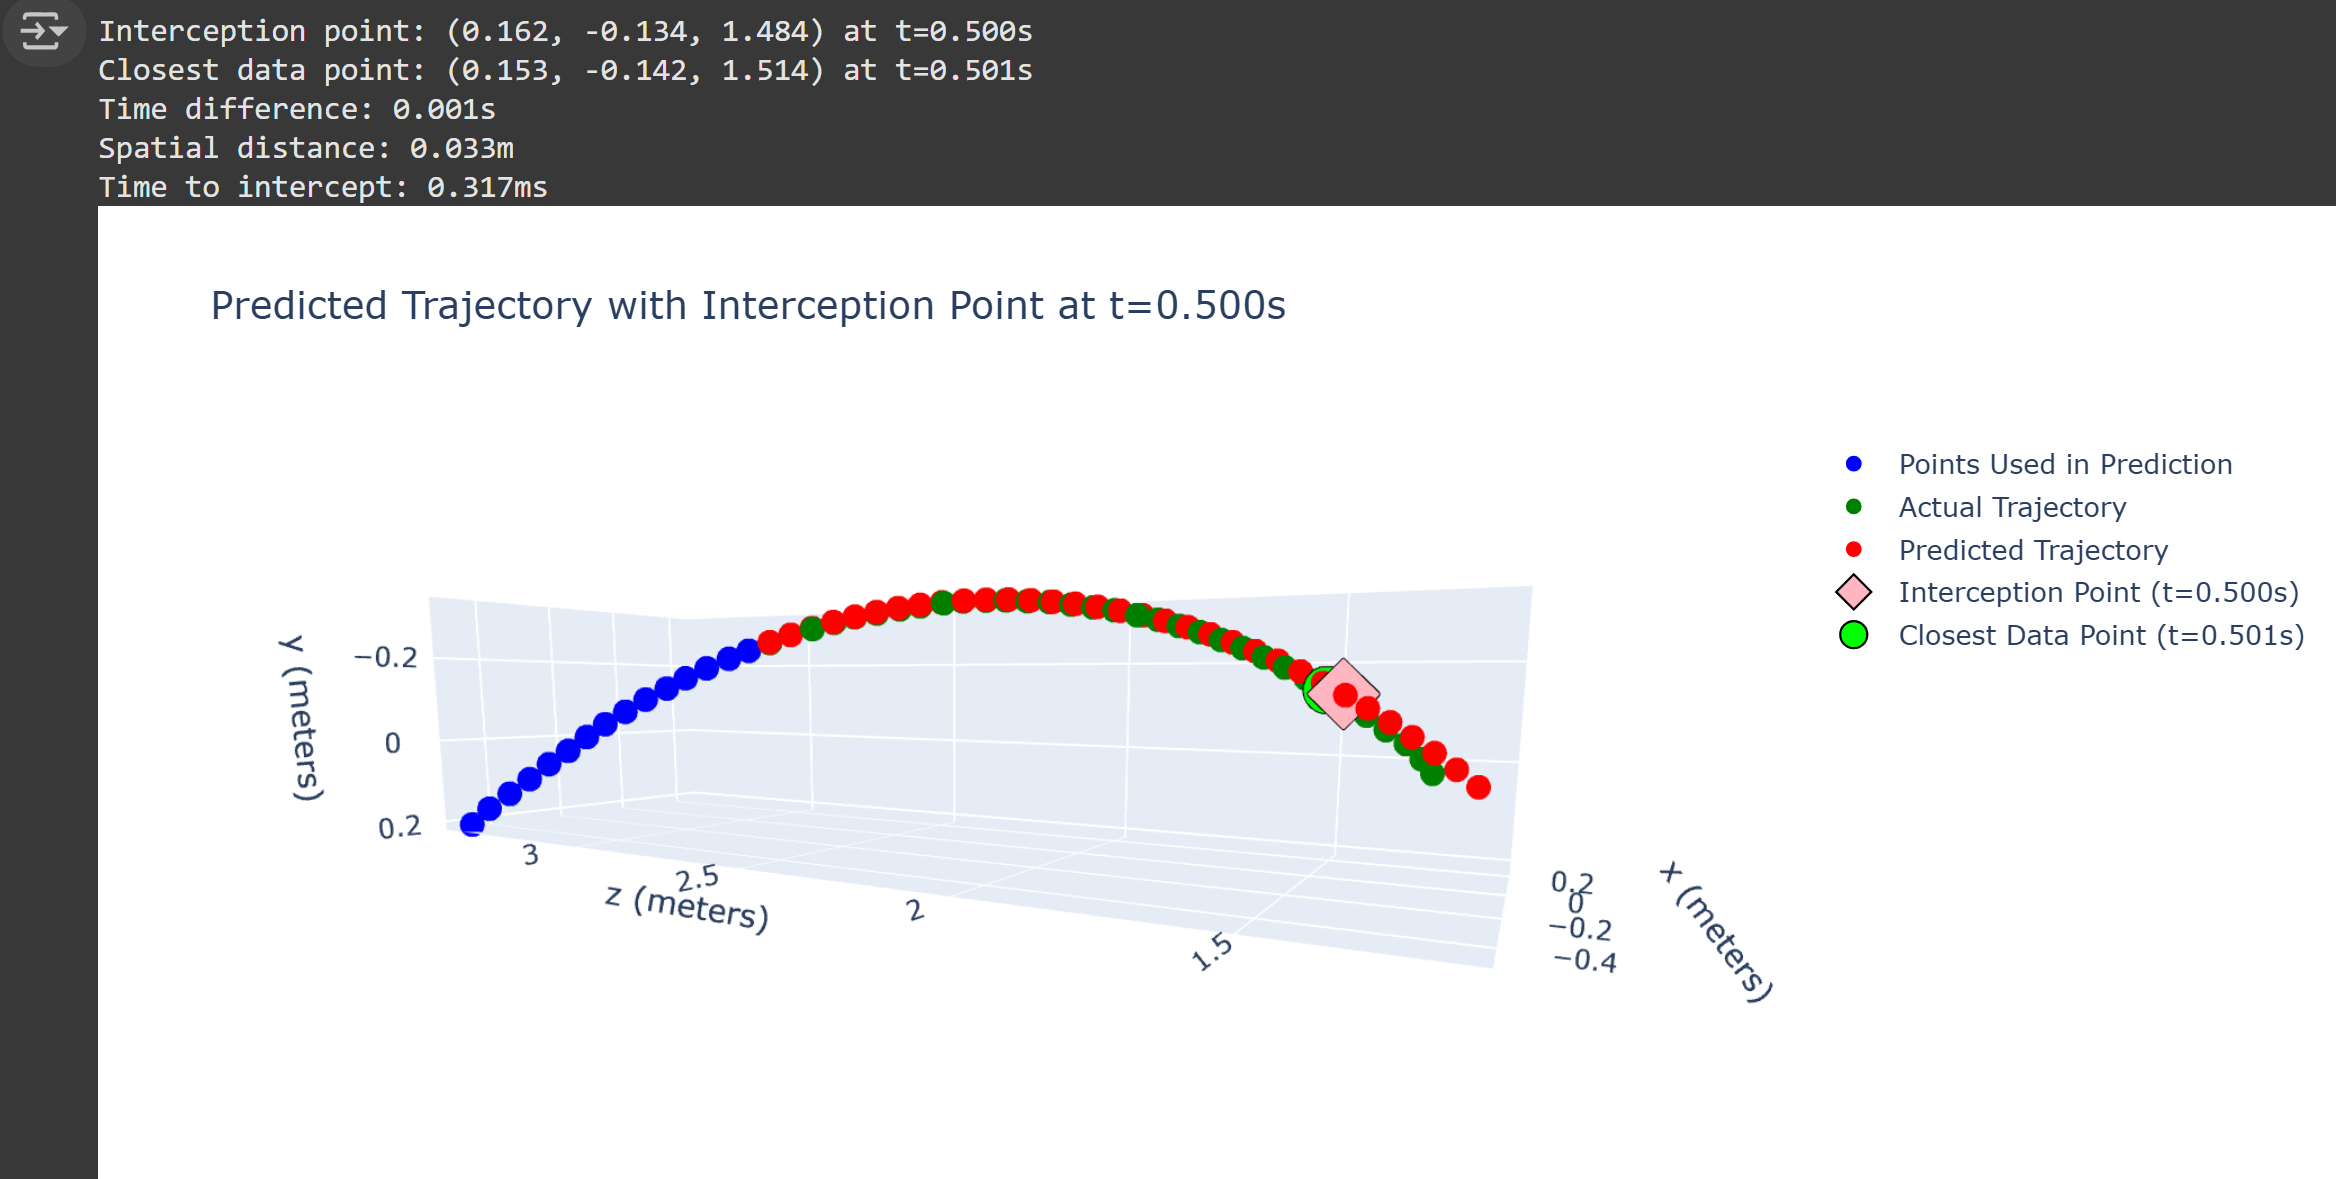 Interception point: (0.162, -0.134, 1.484) at t=0.500s
Closest data point: (0.153, -0.142, 1.514) at t=0.501s
Time difference: 0.001s
Spatial distance: 0.033m
Time to intercept: 0.317ms
Predicted Trajectory with Interception Point at t=0.500s
Points Used in Prediction
Actual Trajectory
Predicted Trajectory
Interception Point (t=0.500s)
Closest Data Point (t=0.501s)
y (meters)
−0.2
0
0.2
3
2.5
2
1.5
z (meters)
0.2
0
−0.2
−0.4
x (meters)